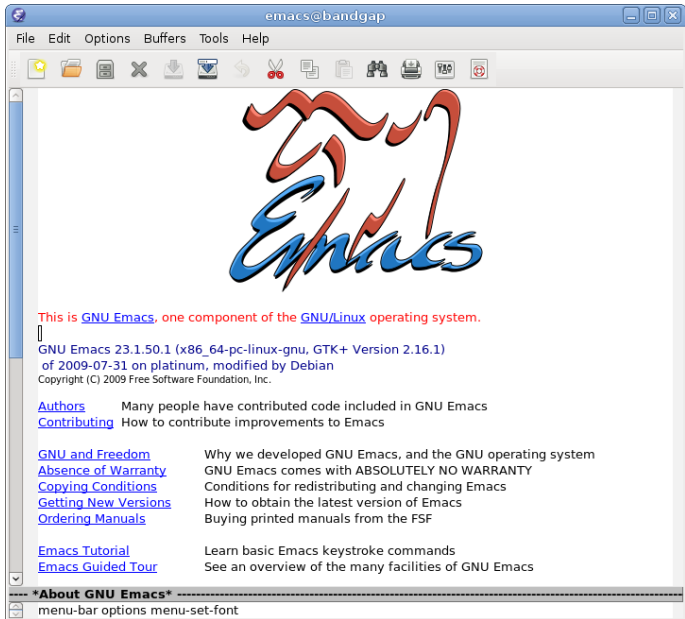 emacs@bandgap
File Edit Options Buffers Tools Help
Emacs
This is GNU Emacs, one component of the GNU/Linux operating system.
GNU Emacs 23.1.50.1 (x86_64-pc-linux-gnu, GTK+ Version 2.16.1)
of 2009-07-31 on platinum, modified by Debian
Copyright (C) 2009 Free Software Foundation, Inc.
Authors Many people have contributed code included in GNU Emacs
Contributing How to contribute improvements to Emacs
GNU and Freedom Why we developed GNU Emacs, and the GNU operating system
Absence of Warranty GNU Emacs comes with ABSOLUTELY NO WARRANTY
Copying Conditions Conditions for redistributing and changing Emacs
Getting New Versions How to obtain the latest version of Emacs
Ordering Manuals Buying printed manuals from the FSF
Emacs Tutorial Learn basic Emacs keystroke commands
Emacs Guided Tour See an overview of the many facilities of GNU Emacs
---- *About GNU Emacs* ----
menu-bar options menu-set-font